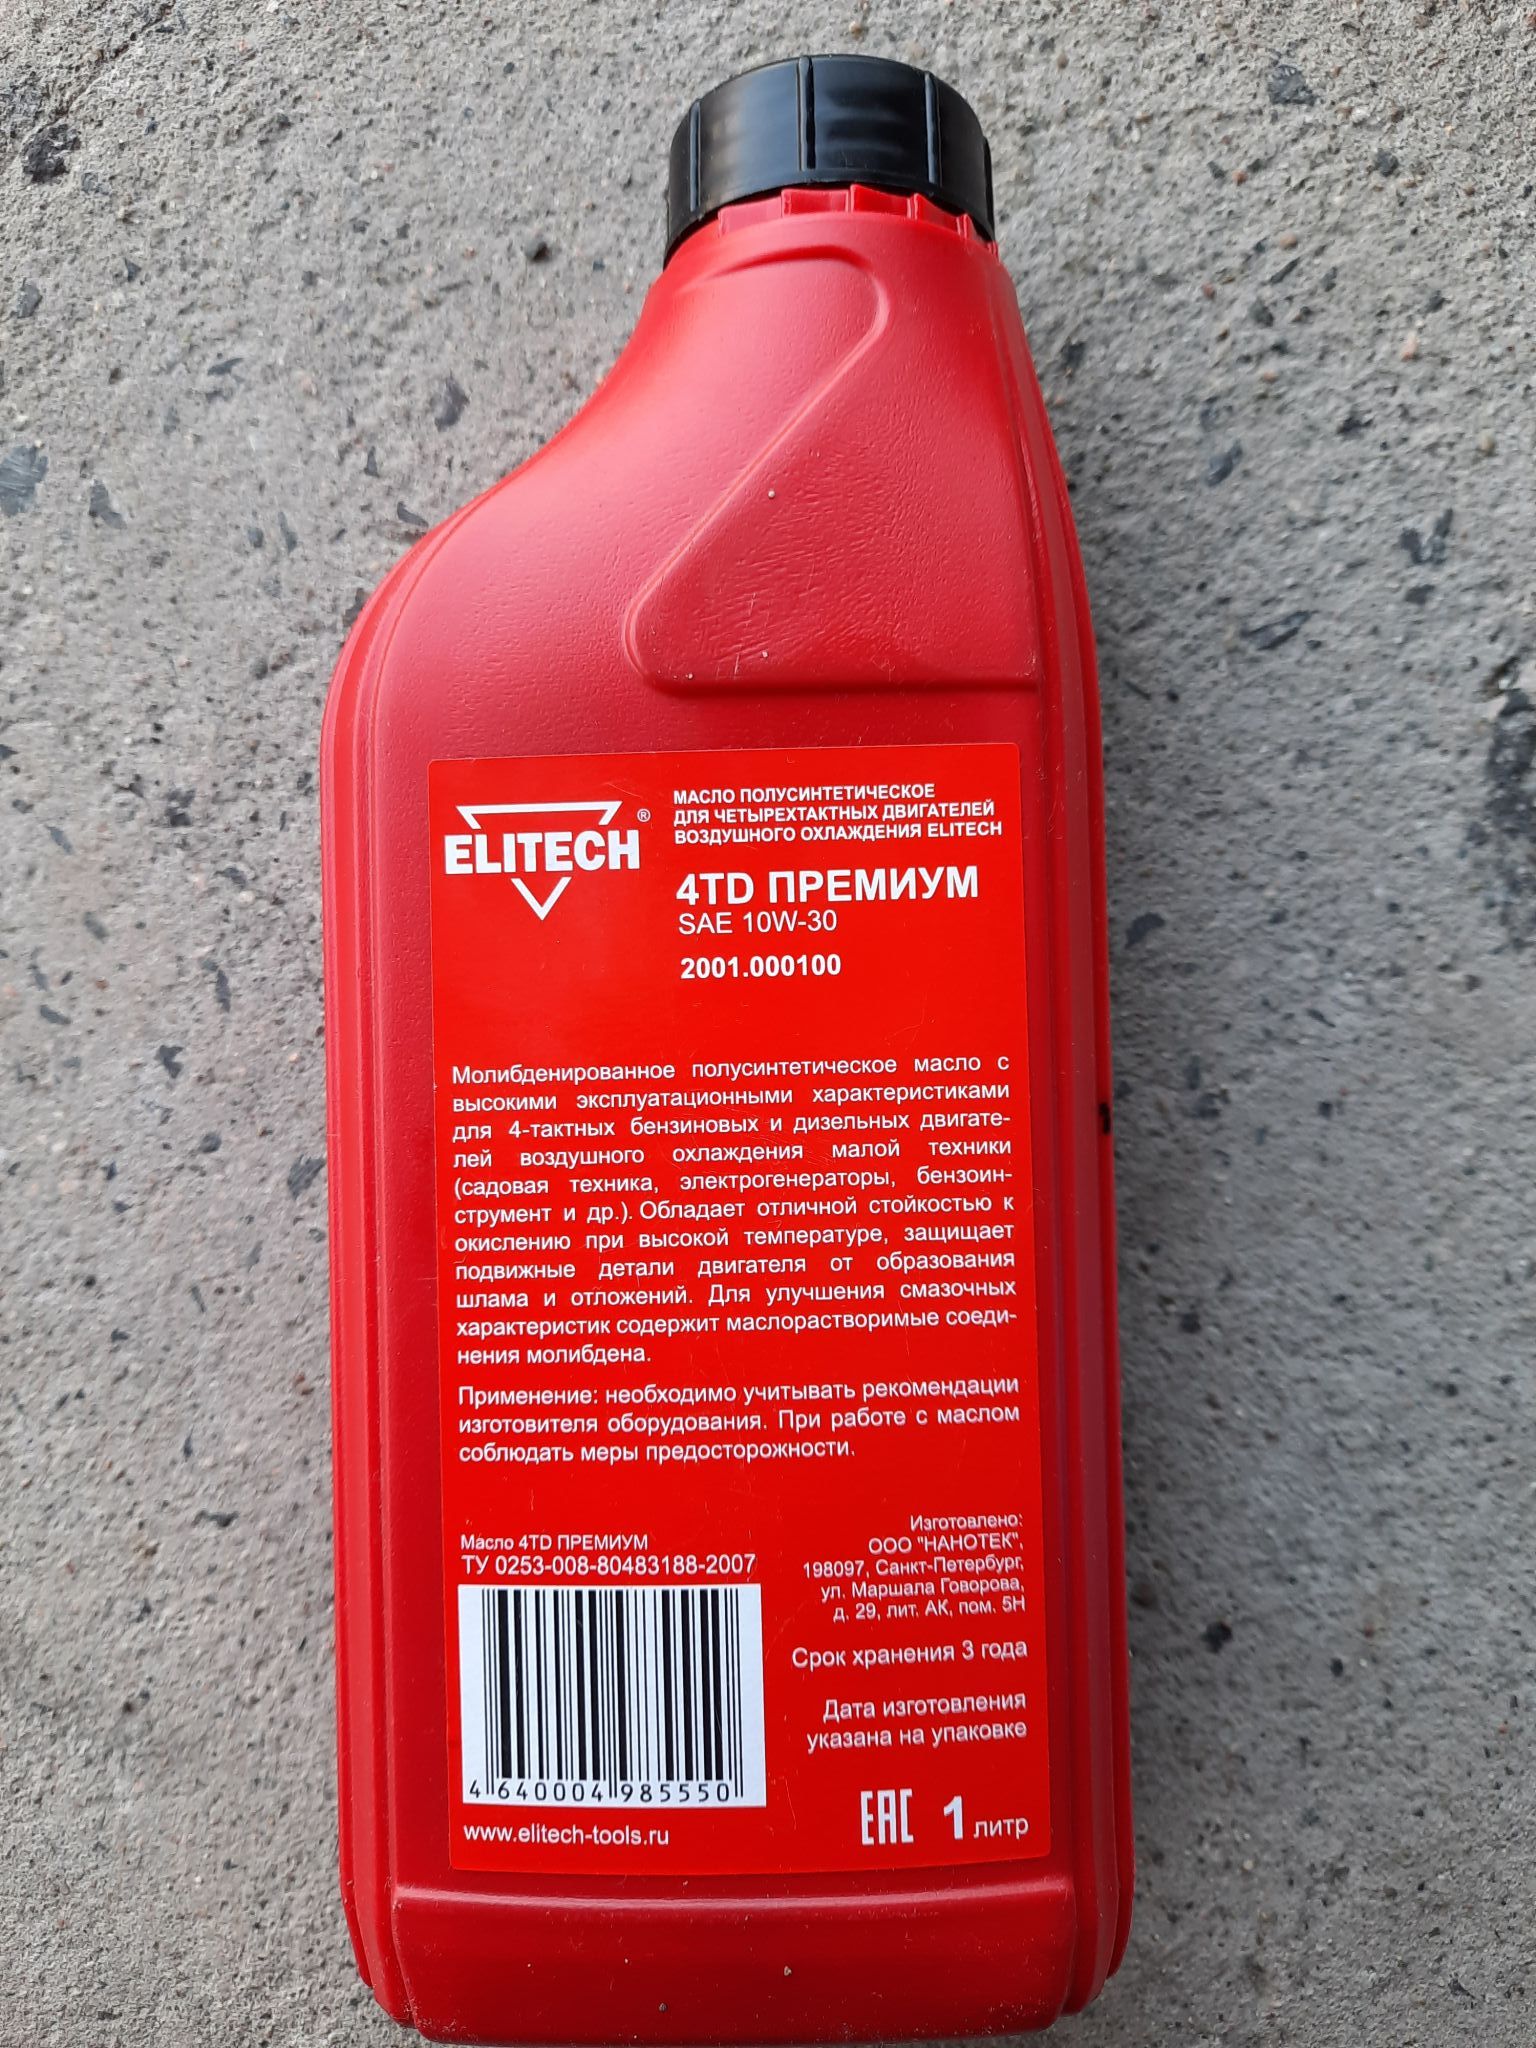 ELITECH ®
МАСЛО ПОЛУСИНТЕТИЧЕСКОЕ
ДЛЯ ЧЕТЫРЕХТАКТНЫХ ДВИГАТЕЛЕЙ
ВОЗДУШНОГО ОХЛАЖДЕНИЯ ELITECH
4TD ПРЕМИУМ
SAE 10W-30
2001.000100
Молибденированное полусинтетическое масло с
высокими эксплуатационными характеристиками
для 4-тактных бензиновых и дизельных двигате-
лей воздушного охлаждения малой техники
(садовая техника, электрогенераторы, бензоин-
струмент и др.). Обладает отличной стойкостью к
окислению при высокой температуре, защищает
подвижные детали двигателя от образования
шлама и отложений. Для улучшения смазочных
характеристик содержит маслорастворимые соеди-
нения молибдена.
Применение: необходимо учитывать рекомендации
изготовителя оборудования. При работе с маслом
соблюдать меры предосторожности.
Масло 4TD ПРЕМИУМ
ТУ 0253-008-80483188-2007
4 640004 985550
www.elitech-tools.ru
Изготовлено:
ООО "НАНОТЕК",
198097, Санкт-Петербург,
ул. Маршала Говорова,
д. 29, лит. АК, пом. 5Н
Срок хранения 3 года
Дата изготовления
указана на упаковке
EAC 1 литр